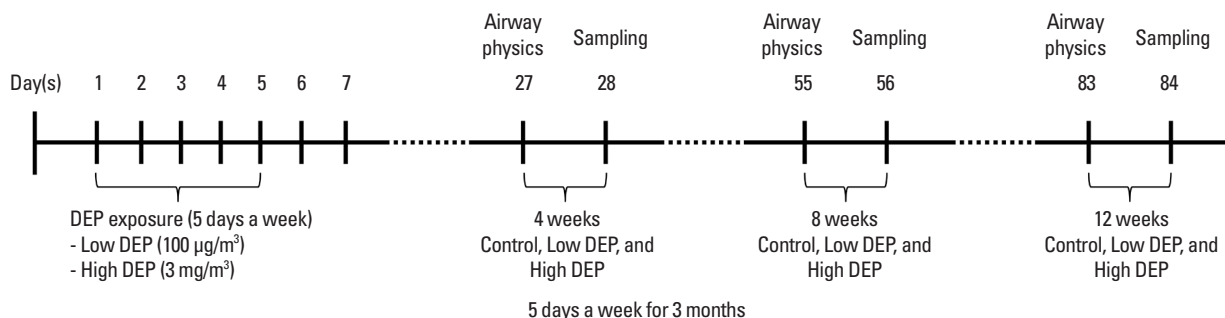 Airway physics Sampling Airway physics Sampling Airway physics Sampling
Day(s) 1 2 3 4 5 6 7 27 28 55 56 83 84
DEP exposure (5 days a week)
- Low DEP (100 µg/m³)
- High DEP (3 mg/m³)
4 weeks
Control, Low DEP, and
High DEP
8 weeks
Control, Low DEP, and
High DEP
12 weeks
Control, Low DEP, and
High DEP
5 days a week for 3 months